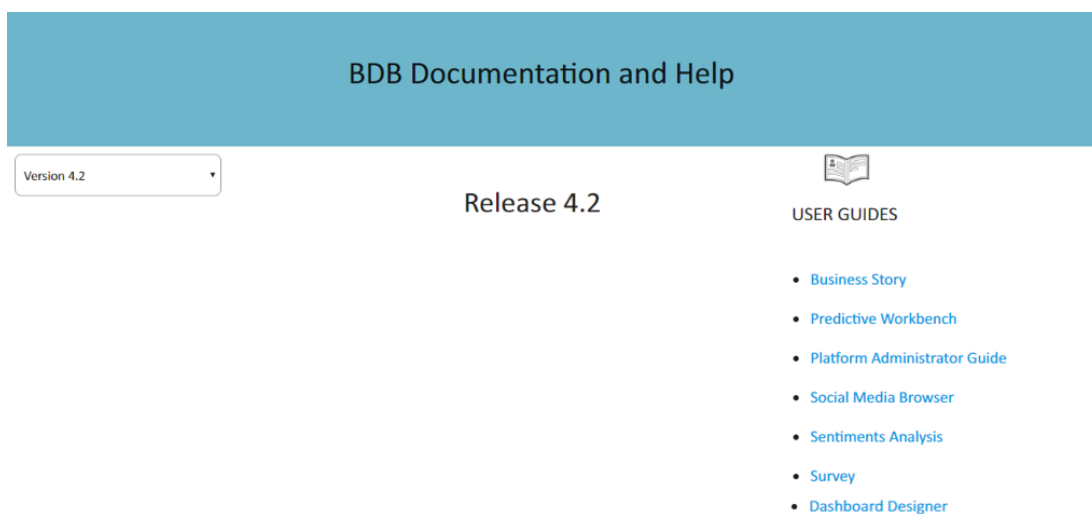 BDB Documentation and Help
Version 4.2
Release 4.2
USER GUIDES
Business Story
Predictive Workbench
Platform Administrator Guide
Social Media Browser
Sentiments Analysis
Survey
Dashboard Designer